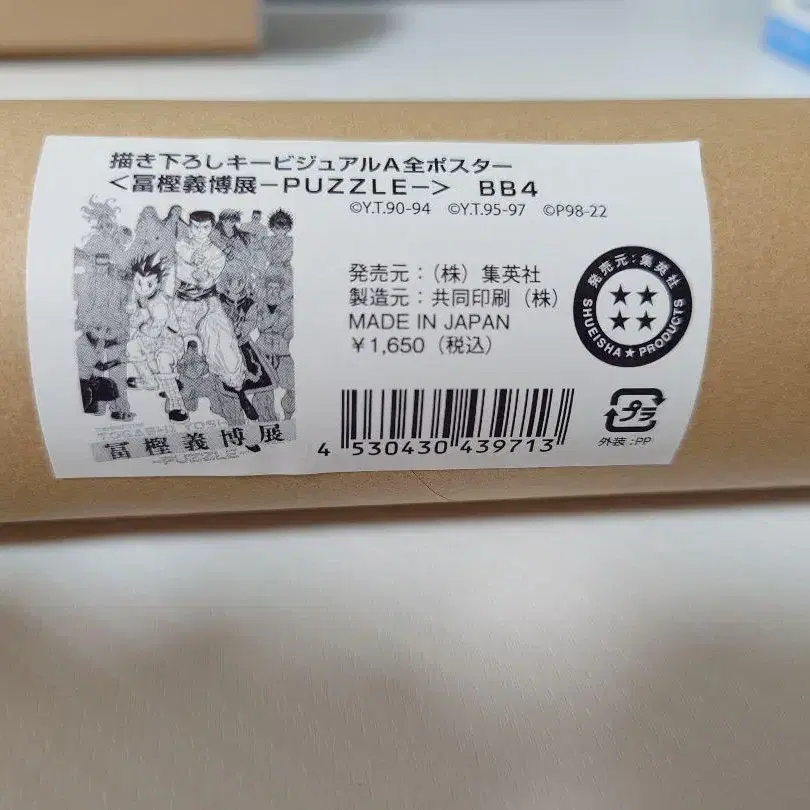 描き下ろしキービジュアルA全ポスター
＜冨樫義博展－PUZZLE－＞ BB4
©Y.T.90-94 ©Y.T.95-97 ©P98-22
発売元：（株）集英社
製造元：共同印刷（株）
MADE IN JAPAN
￥1,650（税込）
発売元：集英社
SHUEISHA★PRODUCTS
プラ
外装：PP
冨樫義博展
-PUZZLE-
4 530430 439713